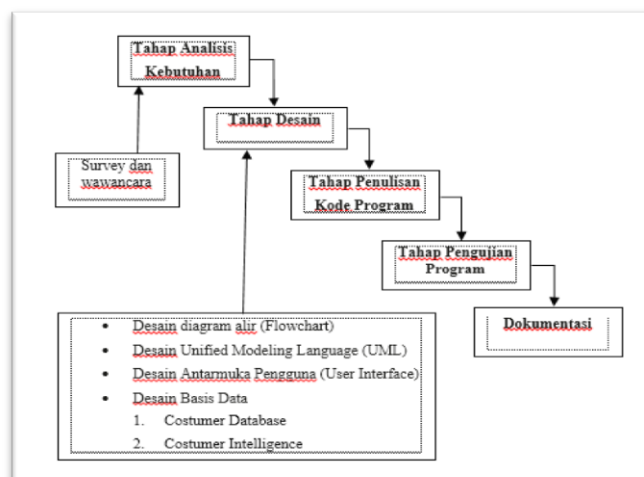 Tahap Analisis
Kebutuhan
Tahap Desain
Survey dan
wawancara
Tahap Penulisan
Kode Program
Tahap Pengujian
Program
Dokumentasi
• Desain diagram alir (Flowchart)
• Desain Unified Modeling Language (UML)
• Desain Antarmuka Pengguna (User Interface)
• Desain Basis Data
1. Costumer Database
2. Costumer Intelligence